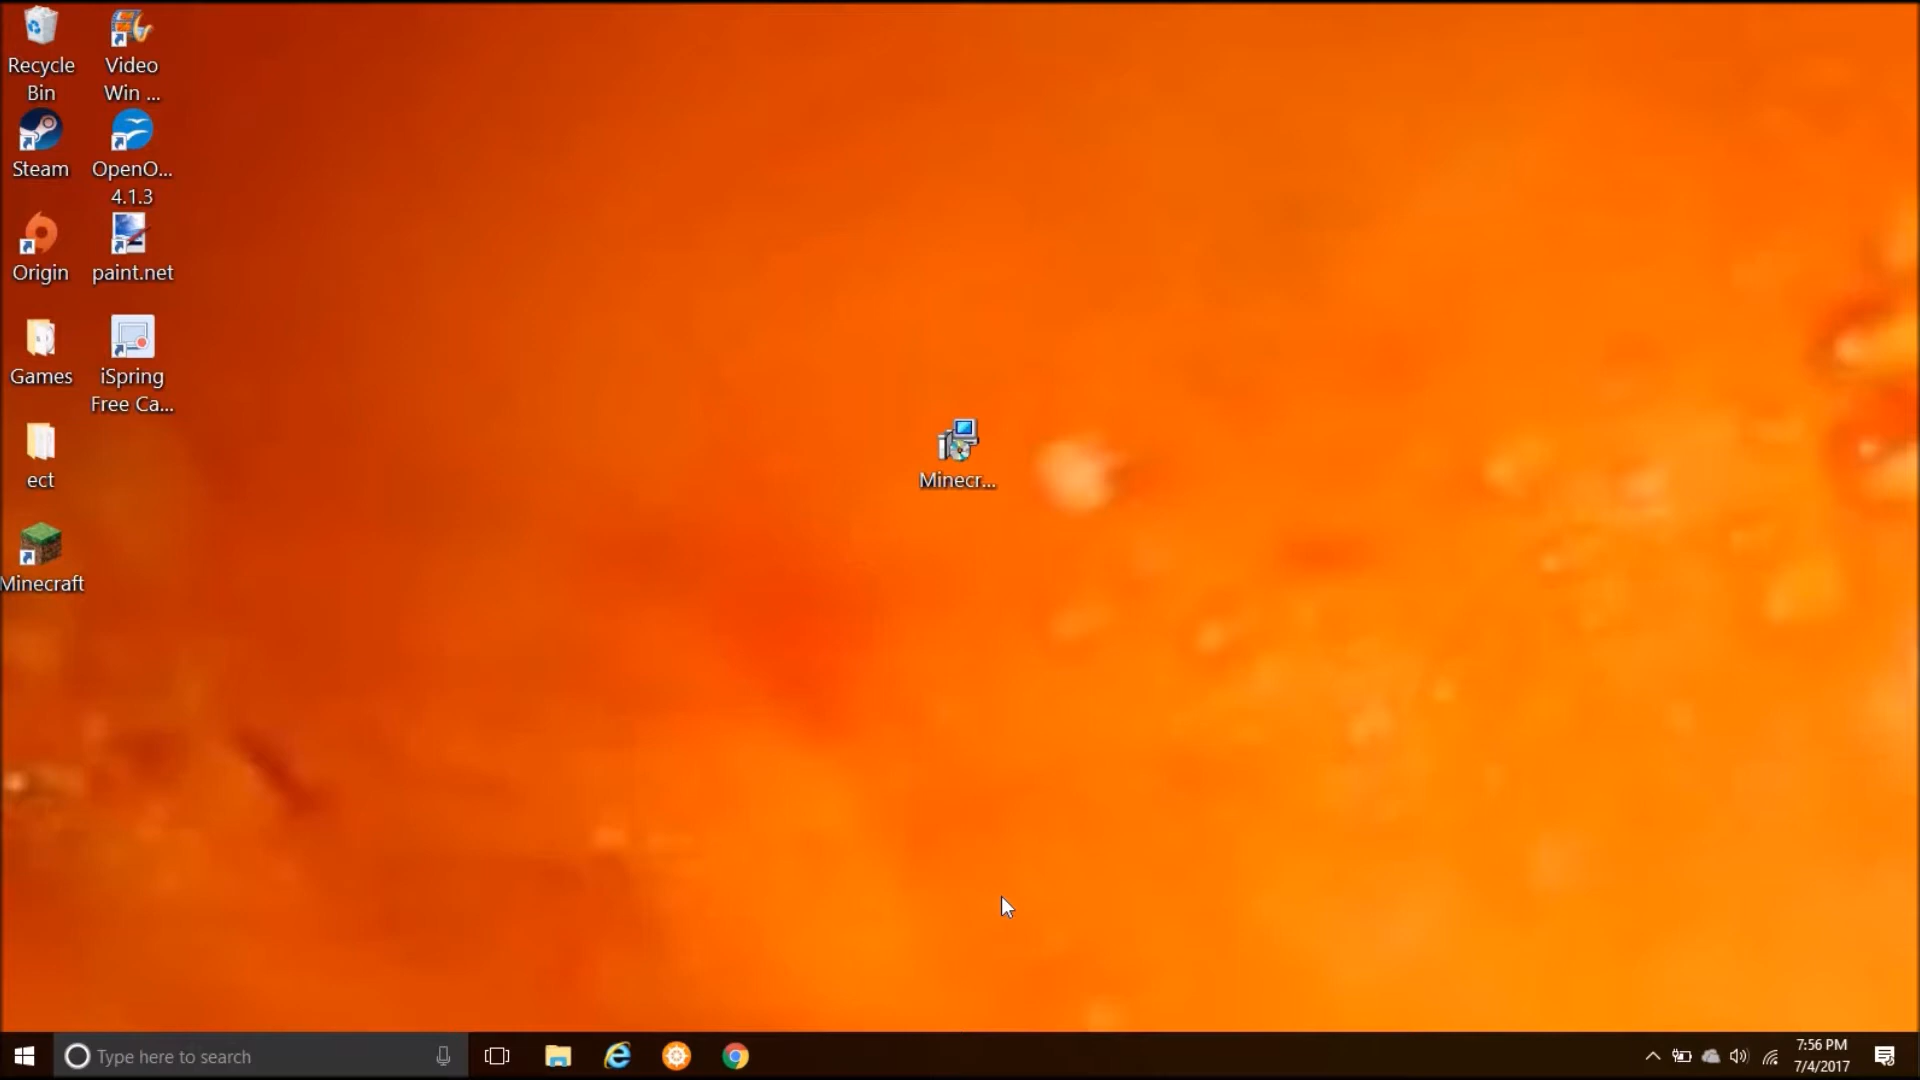 Recycle
Bin
Video
Win ...
Steam
OpenO...
4.1.3
Origin
paint.net
Games
iSpring
Free Ca...
ect
Minecraft
Minecr...
Type here to search
7:56 PM
7/4/2017